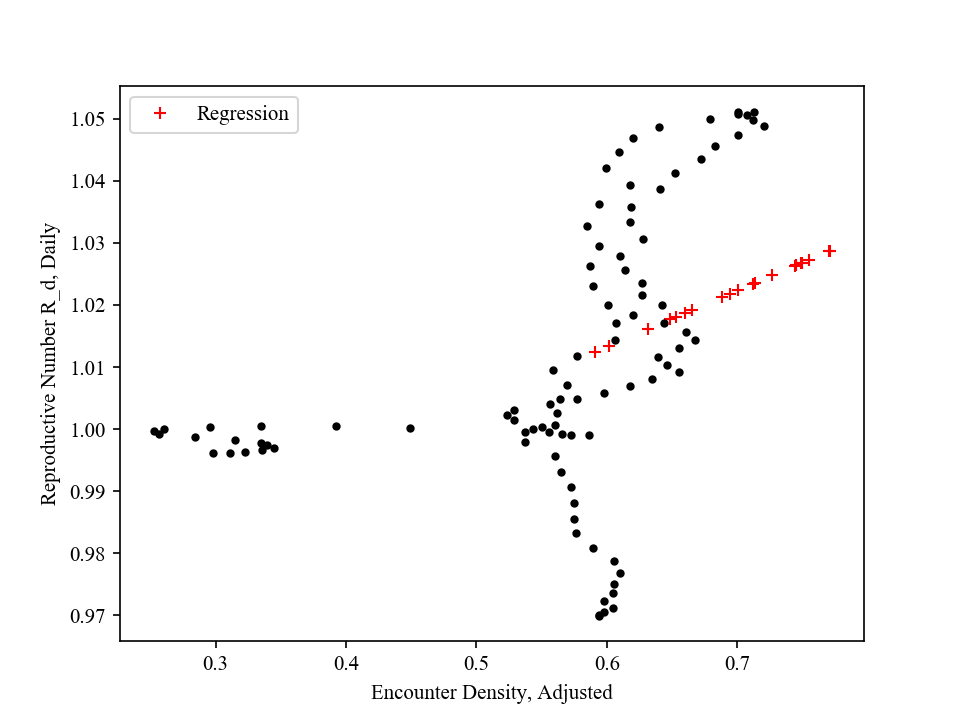 Regression
1.05
1.04
1.03
1.02
1.01
1.00
0.99
0.98
0.97
Reproductive Number R_d, Daily
0.3 0.4 0.5 0.6 0.7
Encounter Density, Adjusted